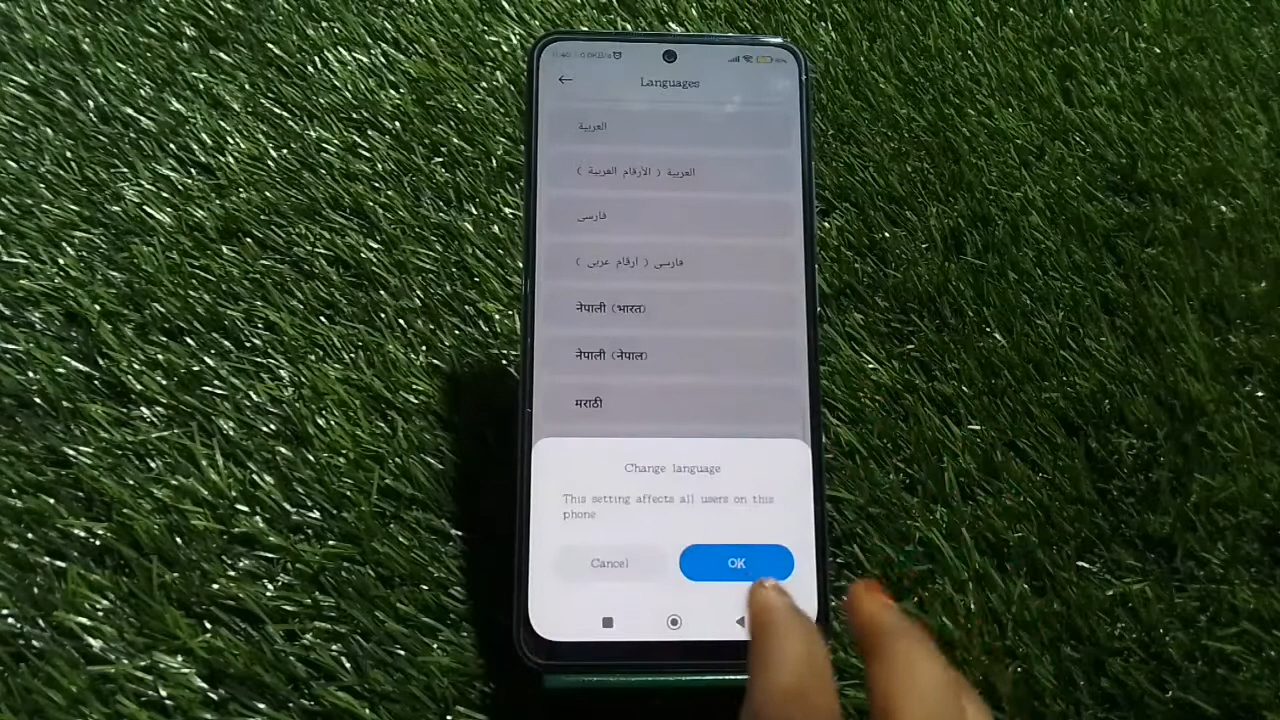 Languages
العربية
العربية ( الأرقام الغربية )
فارسی
فارسی ( ارقام عربی )
नेपाली (भारत)
नेपाली (नेपाल)
मराठी
Change language
This setting affects all users on this
phone
Cancel
OK